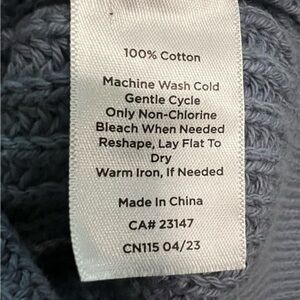 100% Cotton
Machine Wash Cold
Gentle Cycle
Only Non-Chlorine
Bleach When Needed
Reshape, Lay Flat To
Dry
Warm Iron, If Needed
Made In China
CA# 23147
CN115 04/23